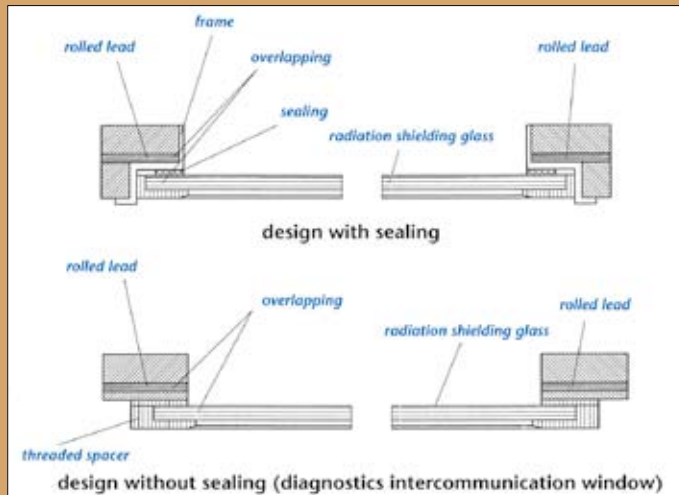 frame
rolled lead
overlapping
rolled lead
sealing
radiation shielding glass
design with sealing
rolled lead
overlapping
rolled lead
radiation shielding glass
threaded spacer
design without sealing (diagnostics intercommunication window)